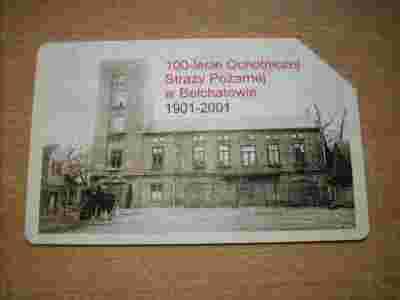 100-lecie Ochotniczej
Straży Pożarnej
w Bełchatowie
1901-2001